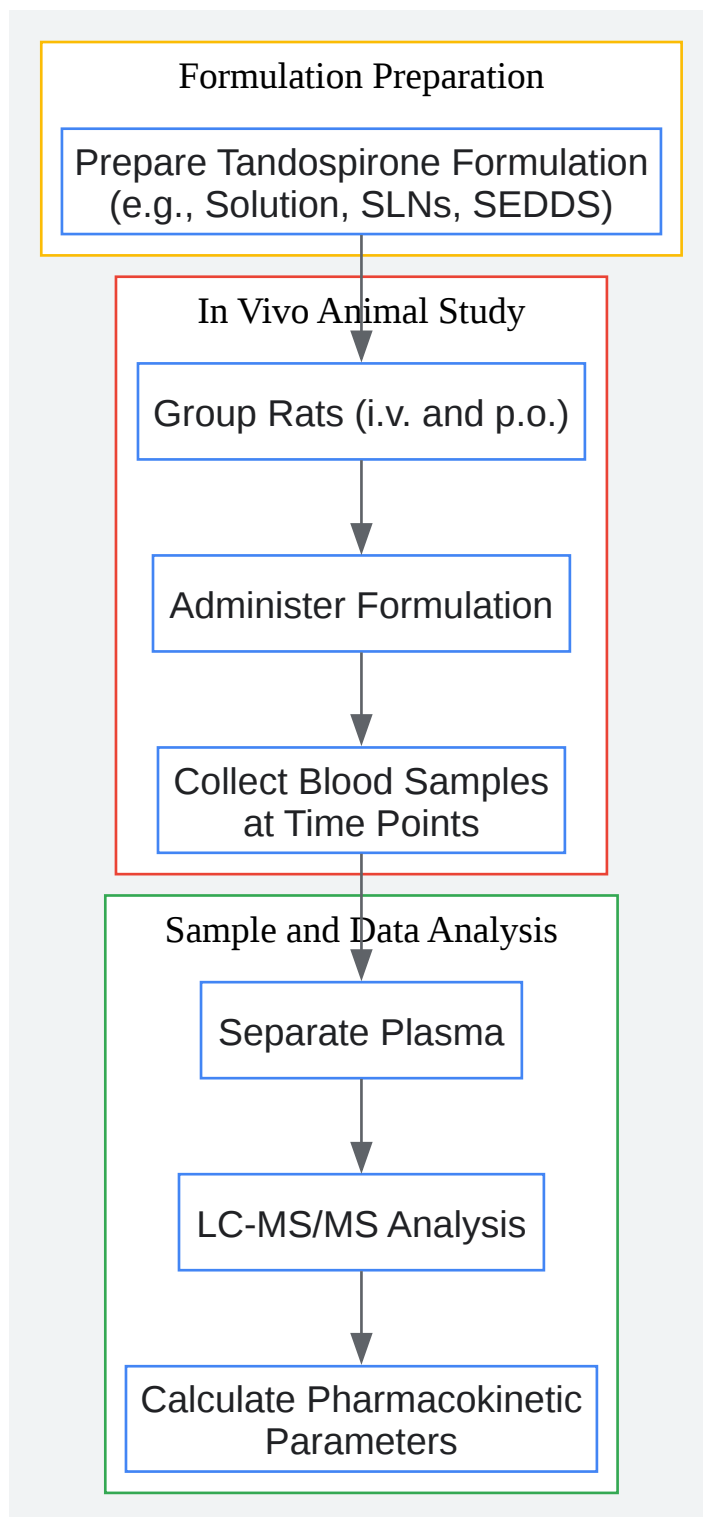 Formulation Preparation
Prepare Tandospirone Formulation
(e.g., Solution, SLNs, SEDDS)
In Vivo Animal Study
Group Rats (i.v. and p.o.)
Administer Formulation
Collect Blood Samples
at Time Points
Sample and Data Analysis
Separate Plasma
LC-MS/MS Analysis
Calculate Pharmacokinetic
Parameters